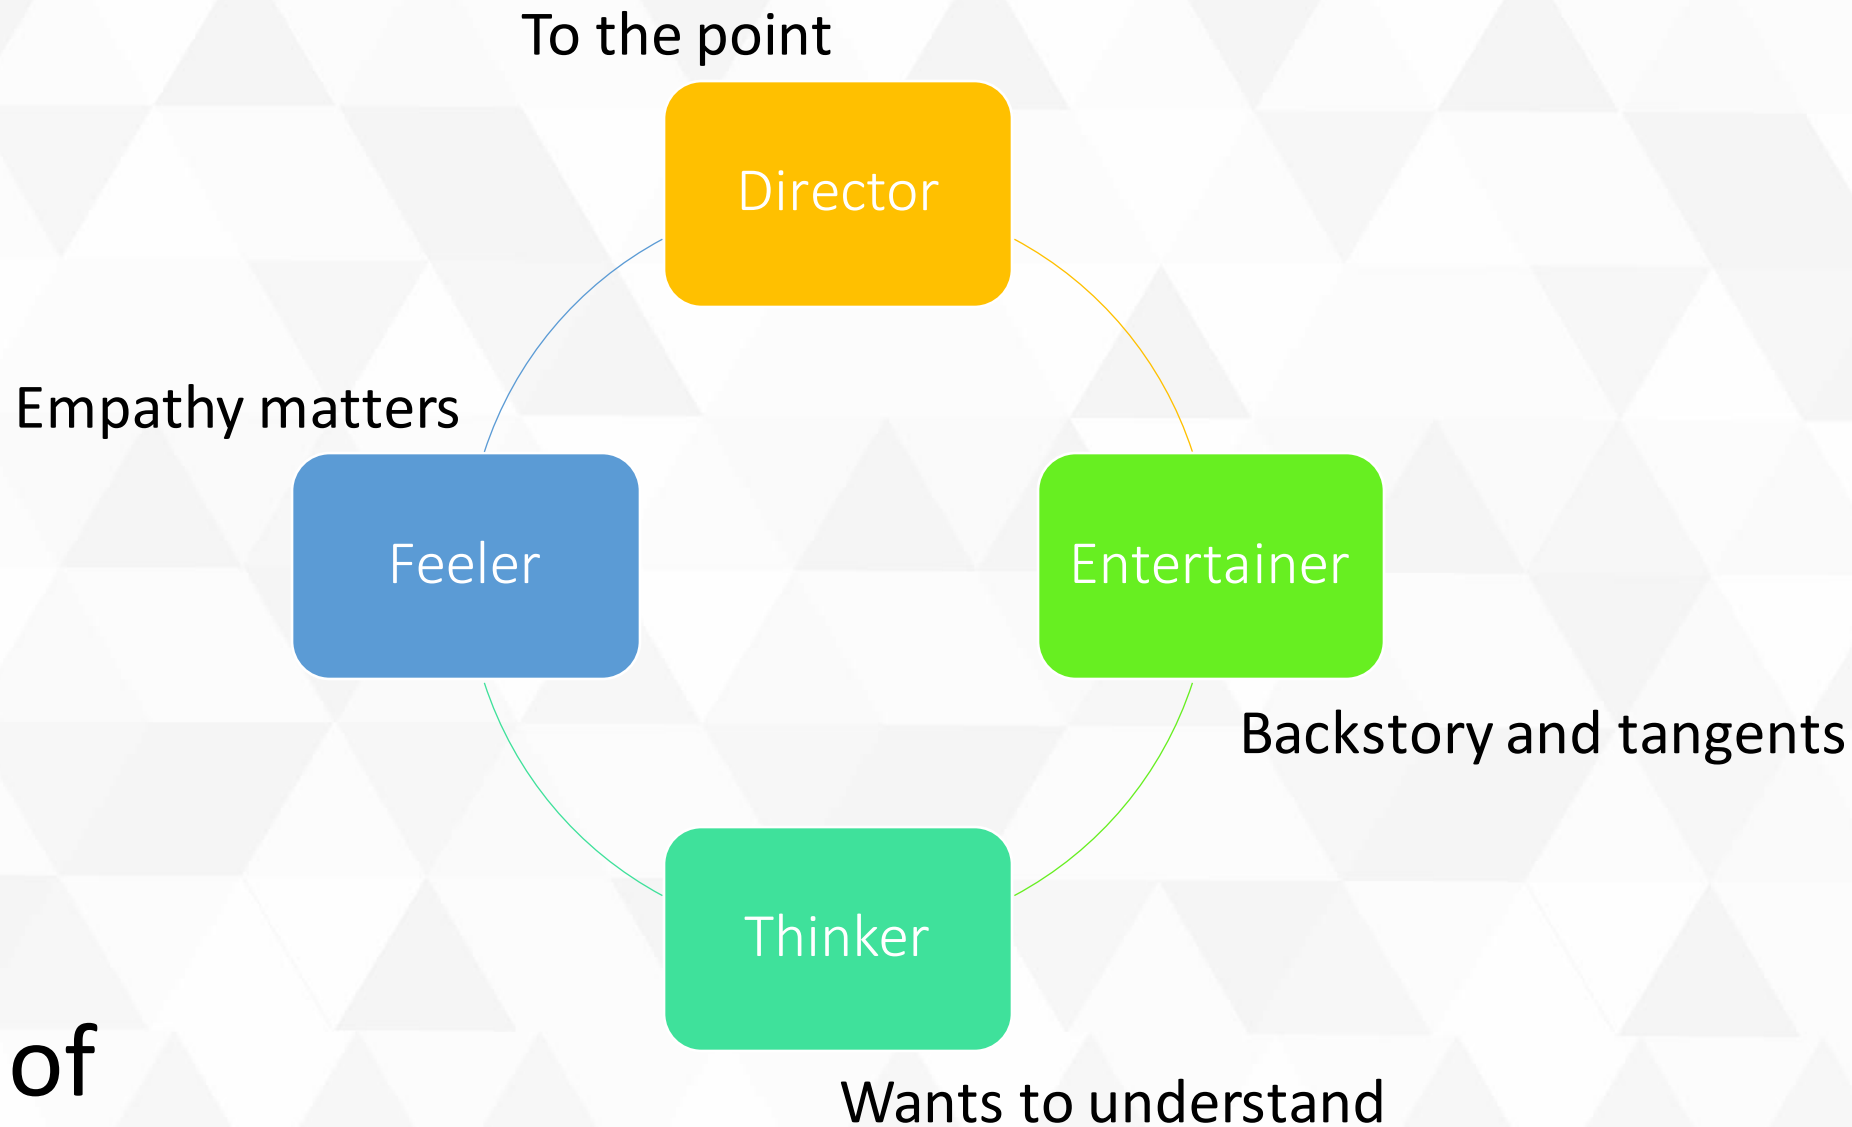 To the point
Director
Empathy matters
Feeler
Entertainer
Backstory and tangents
Thinker
of
Wants to understand